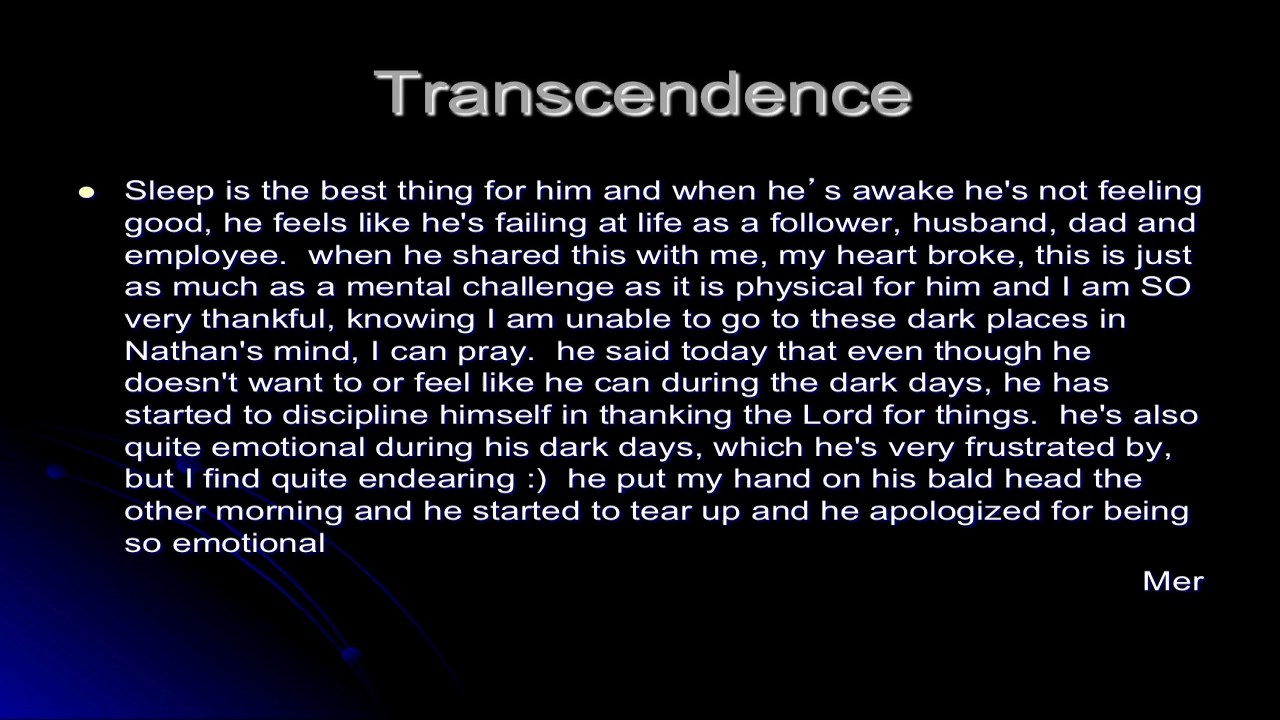 Transcendence
Sleep is the best thing for him and when he’s awake he's not feeling
good, he feels like he's failing at life as a follower, husband, dad and
employee.  when he shared this with me, my heart broke, this is just
as much as a mental challenge as it is physical for him and I am SO
very thankful, knowing I am unable to go to these dark places in
Nathan's mind, I can pray.  he said today that even though he
doesn't want to or feel like he can during the dark days, he has
started to discipline himself in thanking the Lord for things.  he's also
quite emotional during his dark days, which he's very frustrated by,
but I find quite endearing :)  he put my hand on his bald head the
other morning and he started to tear up and he apologized for being
so emotional
Mer